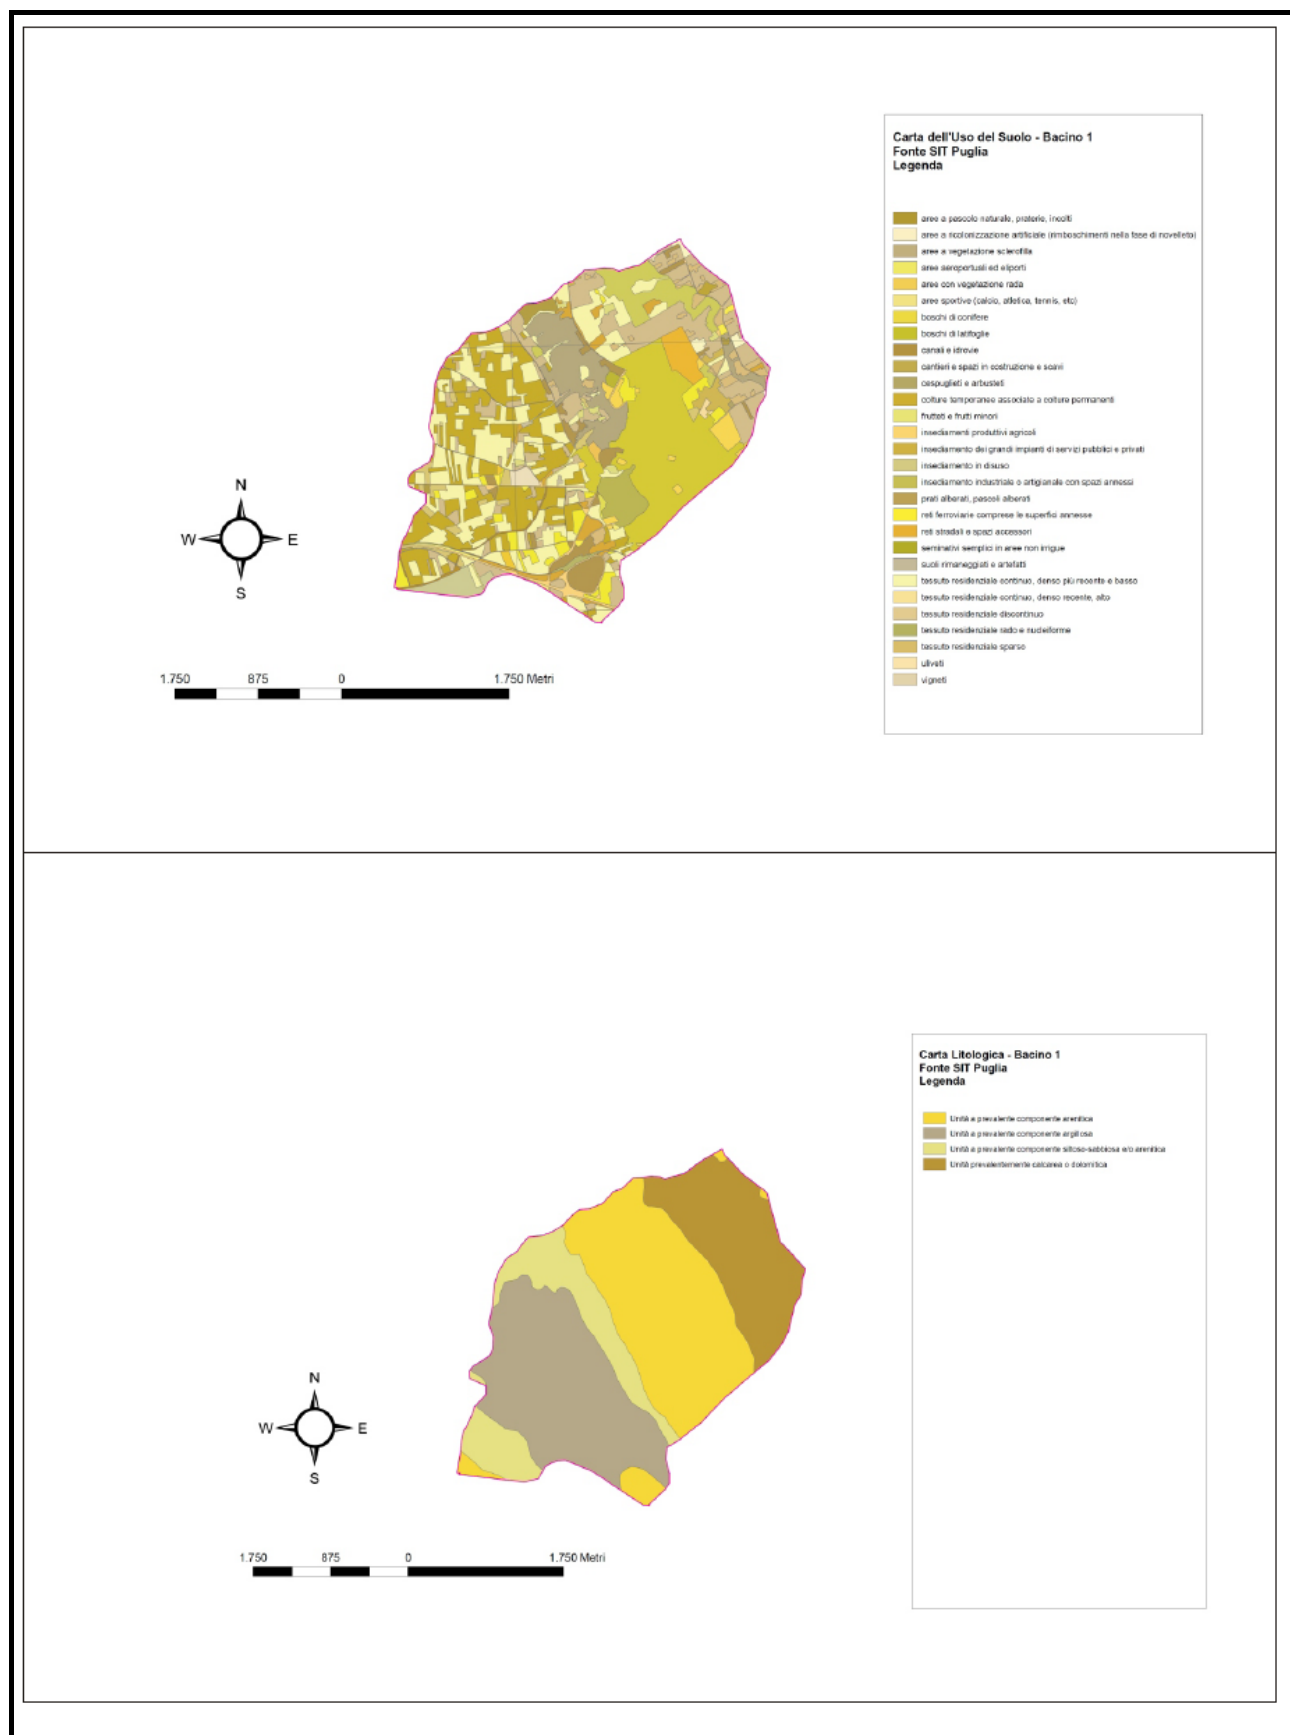 Carta dell'Uso del Suolo - Bacino 1
Fonte SIT Puglia
Legenda
aree a pascolo naturale, praterie, incolti
aree a ricolonizzazione artificiale (rimboschimenti nella fase di novelleto)
aree a vegetazione sclerofilla
aree aeroportuali ed eliporti
aree con vegetazione rada
aree sportive (calcio, atletica, tennis, etc)
boschi di conifere
boschi di latifoglie
canali e idrovie
cantieri e spazi in costruzione e scavi
cespuglieti e arbusteti
colture temporanee associate a colture permanenti
frutteti e frutti minori
insediamenti produttivi agricoli
insediamento dei grandi impianti di servizi pubblici e privati
insediamento in disuso
insediamento industriale o artigianale con spazi annessi
prati alberati, pascoli alberati
reti ferroviarie comprese le superfici annesse
reti stradali e spazi accessori
seminativi semplici in aree non irrigue
suoli rimaneggiati e artefatti
tessuto residenziale continuo, denso più recente e basso
tessuto residenziale continuo, denso recente, alto
tessuto residenziale discontinuo
tessuto residenziale rado e nucleiforme
tessuto residenziale sparso
uliveti
vigneti
N
W E
S
1.750 875 0 1.750 Metri
Carta Litologica - Bacino 1
Fonte SIT Puglia
Legenda
Unità a prevalente componente arenitica
Unità a prevalente componente argillosa
Unità a prevalente componente siltoso-sabbiosa e/o arenitica
Unità prevalentemente calcarea o dolomitica
N
W E
S
1.750 875 0 1.750 Metri